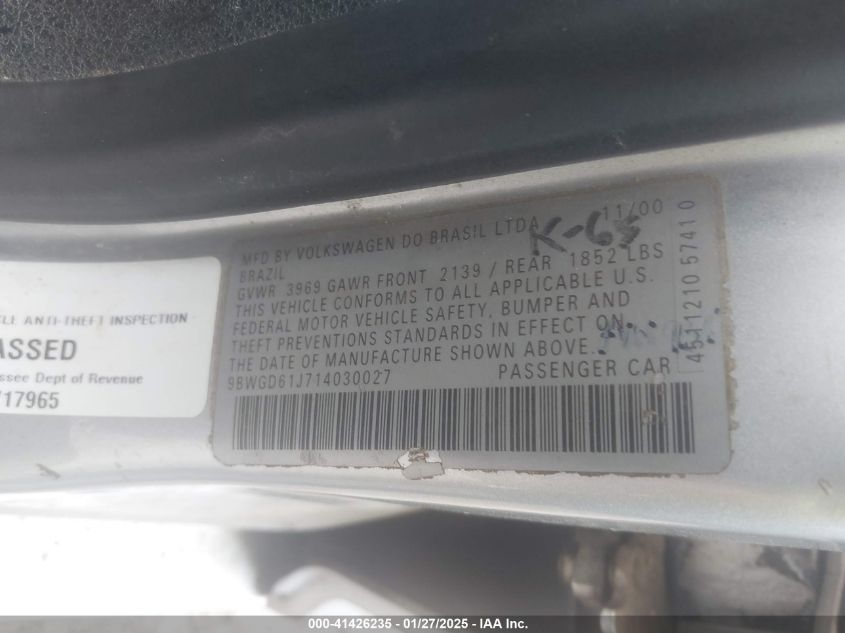 MFD BY VOLKSWAGEN DO BRASIL LTDA 11/00
BRAZIL K-63
GVWR 3969 GAWR FRONT 2139 / REAR 1852 LBS
THIS VEHICLE CONFORMS TO ALL APPLICABLE U.S.
FEDERAL MOTOR VEHICLE SAFETY, BUMPER AND
THEFT PREVENTIONS STANDARDS IN EFFECT ON
THE DATE OF MANUFACTURE SHOWN ABOVE.
9BWGD61J714030027 PASSENGER CAR
4511210 57410
CLE ANTI-THEFT INSPECTION
ASSED
ssee Dept of Revenue
717965
000-41426235 - 01/27/2025 - IAA Inc.